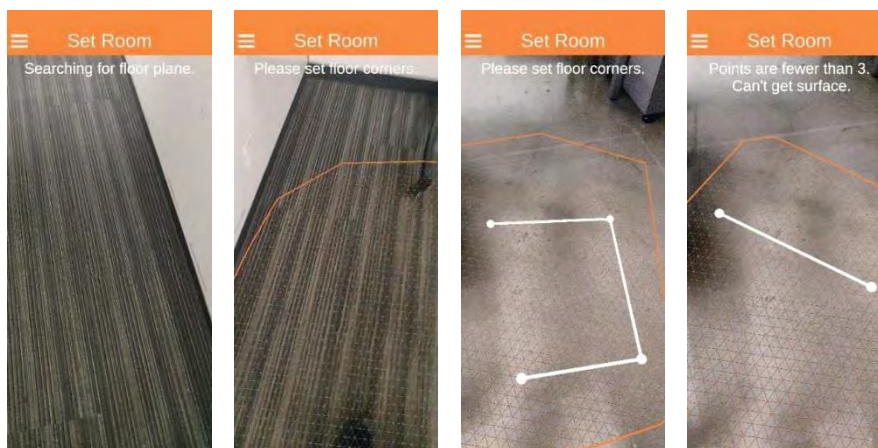 Set Room
Searching for floor plane.
Set Room
Please set floor corners.
Set Room
Please set floor corners.
Set Room
Points are fewer than 3.
Can't get surface.